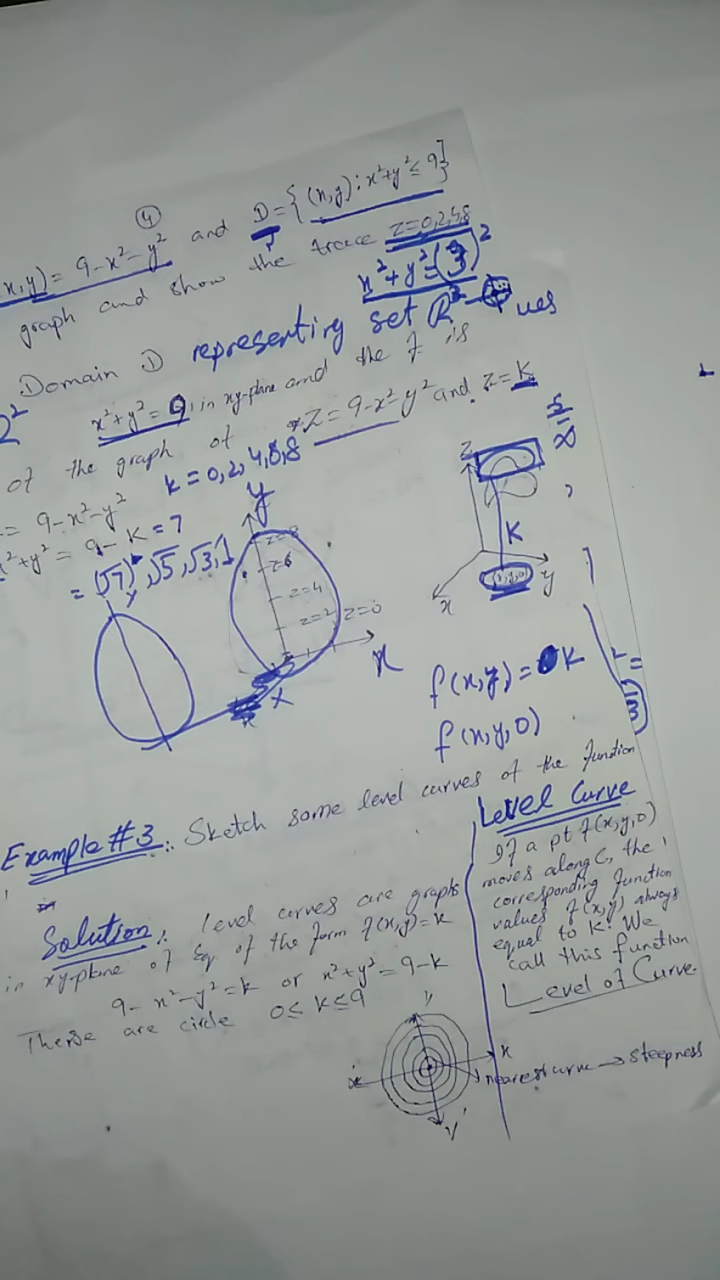 4
x,y) = 9-x²-y² and D = {(x,y): x²+y² ≤ 9}
graph and show the trace z=0,2,4,8
x²+y²=(3)²
Domain D representing set R
x²+y² = 9 in xy-plane and the f is
of the graph of z = 9-x²-y² and z = k
= 9-x²-y² k = 0,2,4,6,8
x²+y² = 9-k = 7
= (√7), √5, √3, 1
y
z=8
z=6
z=4
z=2 z=0
x
y
x
z
K
x y
f(x,y) = k
f(x,y,0)
Example #3: Sketch some level curves of the function
Solution: Level curves are graphs
in xy-plane of Eq of the form f(x,y)=k
9-x²-y²=k or x²+y²=9-k
These are circle 0≤k≤9
Level Curve
If a pt f(x,y,0)
moves along C, the
corresponding function
values f(x,y) always
equal to K. We
call this function
Level of Curve.
y
x
y'
nearest curve → steepness